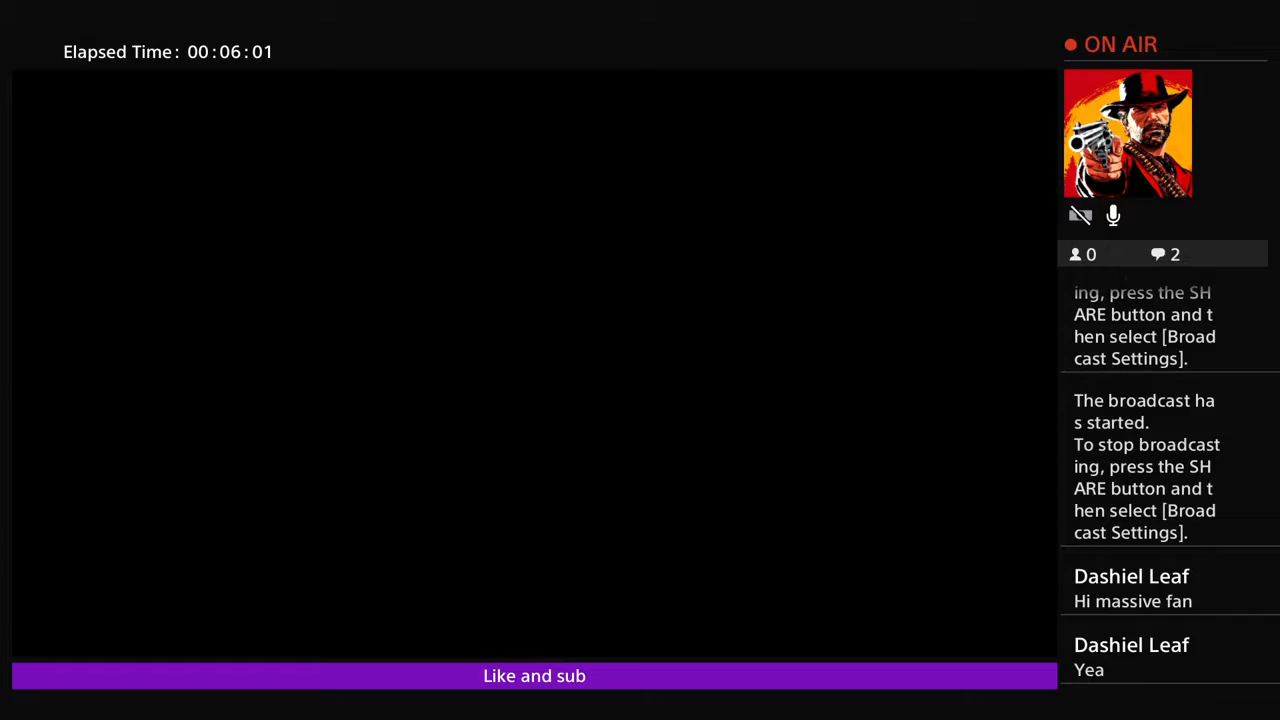 Elapsed Time: 00:06:01
ON AIR
0
2
ing, press the SH
ARE button and t
hen select [Broad
cast Settings].
The broadcast ha
s started.
To stop broadcast
ing, press the SH
ARE button and t
hen select [Broad
cast Settings].
Dashiel Leaf
Hi massive fan
Dashiel Leaf
Yea
Like and sub